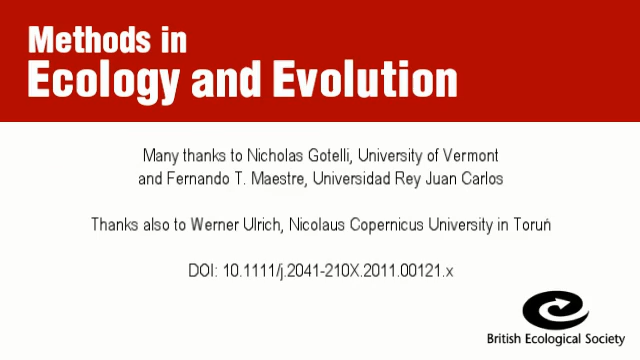 Methods in
Ecology and Evolution
Many thanks to Nicholas Gotelli, University of Vermont
and Fernando T. Maestre, Universidad Rey Juan Carlos
Thanks also to Werner Ulrich, Nicolaus Copernicus University in Toruń
DOI: 10.1111/j.2041-210X.2011.00121.x
British Ecological Society